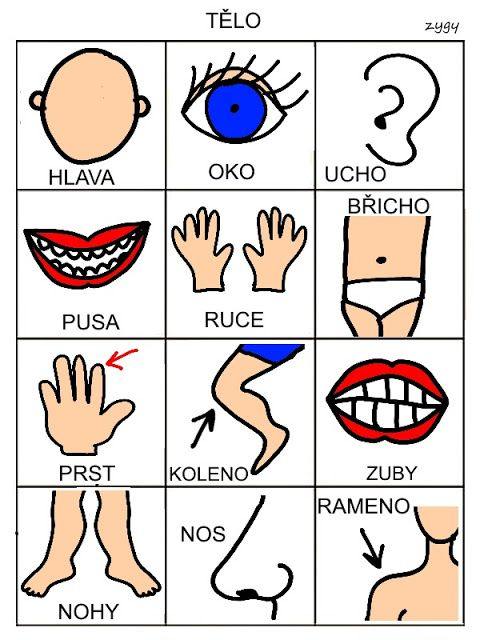 TĚLO
zygy
HLAVA
OKO
UCHO
PUSA
RUCE
BŘICHO
PRST
KOLENO
ZUBY
NOHY
NOS
RAMENO